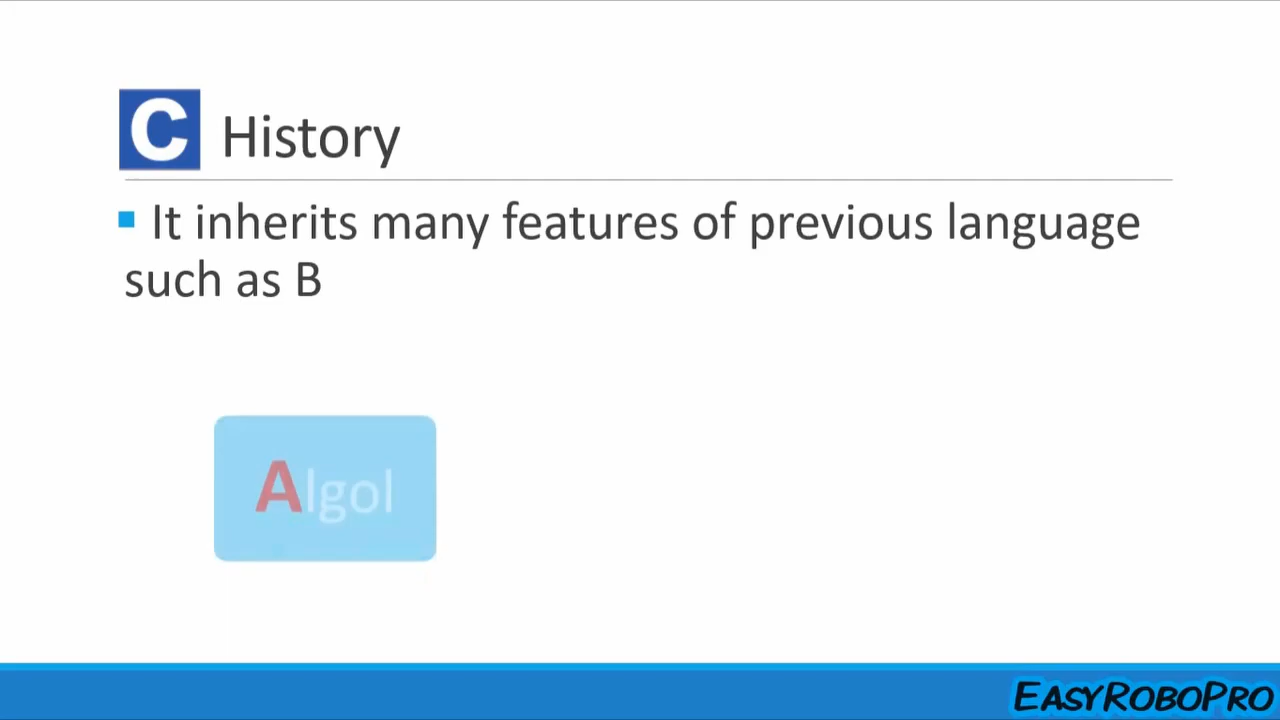 C History
It inherits many features of previous language
such as B
Algol
EASYROBOPRO